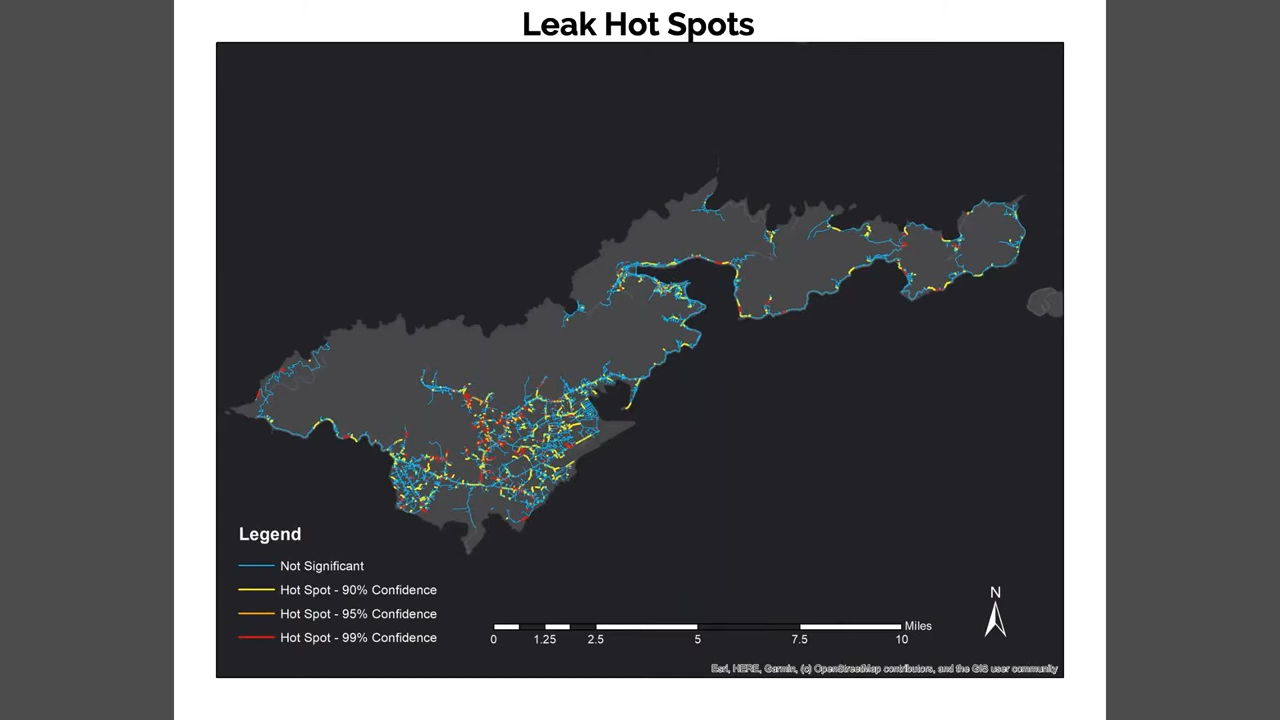 Leak Hot Spots
Legend
Not Significant
Hot Spot - 90% Confidence
Hot Spot - 95% Confidence
Hot Spot - 99% Confidence
N
Miles
0 1.25 2.5 5 7.5 10
Esri, HERE, Garmin, (c) OpenStreetMap contributors, and the GIS user community